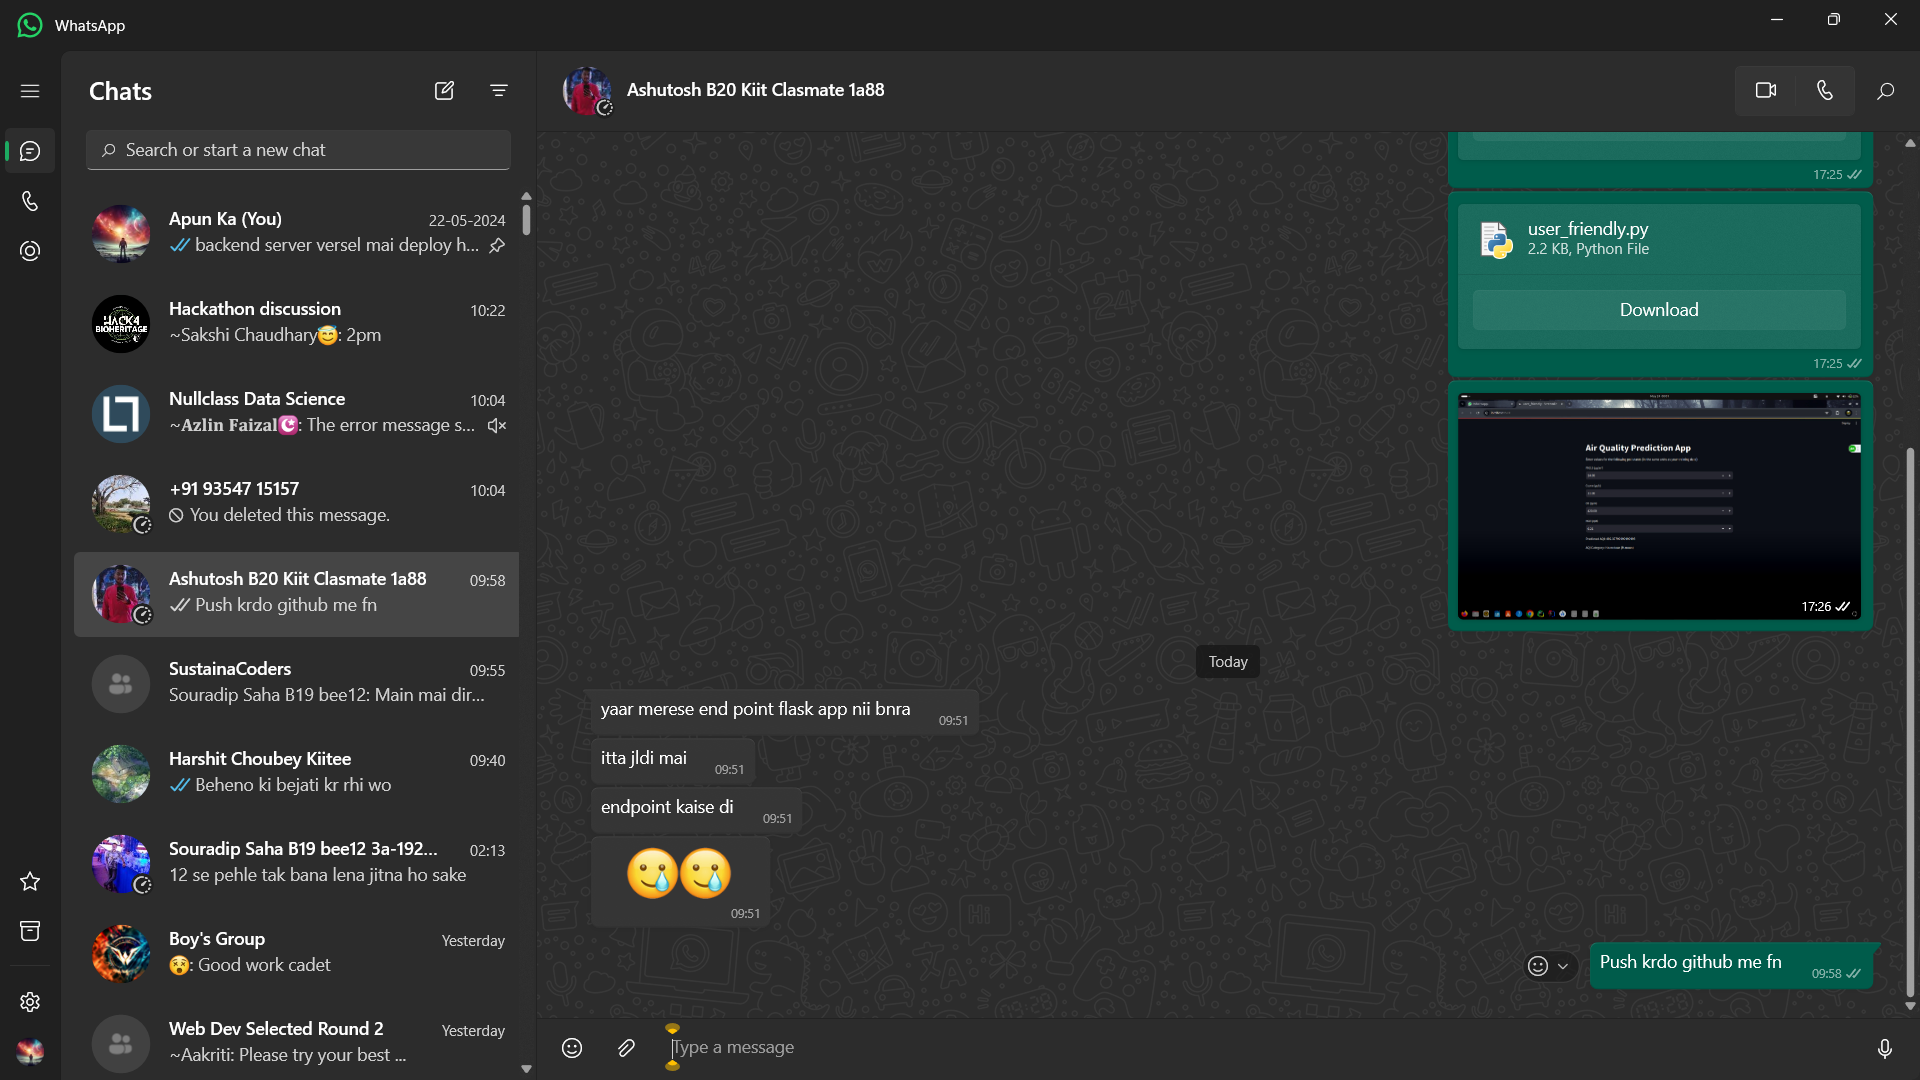 WhatsApp
Chats
Search or start a new chat
Apun Ka (You)
22-05-2024
backend server versel mai deploy h...
Hackathon discussion
10:22
~Sakshi Chaudhary😇: 2pm
HACK4
BIOHERITAGE
Nullclass Data Science
10:04
~Azlin Faizal☪️: The error message s...
+91 93547 15157
10:04
You deleted this message.
Ashutosh B20 Kiit Clasmate 1a88
09:58
Push krdo github me fn
SustainaCoders
09:55
Souradip Saha B19 bee12: Main mai dir...
Harshit Choubey Kiitee
09:40
Beheno ki bejati kr rhi wo
Souradip Saha B19 bee12 3a-192...
02:13
12 se pehle tak bana lena jitna ho sake
Boy's Group
Yesterday
😵: Good work cadet
Web Dev Selected Round 2
Yesterday
~Aakriti: Please try your best ...
Ashutosh B20 Kiit Clasmate 1a88
17:25
user_friendly.py
2.2 KB, Python File
Download
17:25
Air Quality Prediction App
17:26
Today
yaar merese end point flask app nii bnra
09:51
itta jldi mai
09:51
endpoint kaise di
09:51
🥲🥲
09:51
Push krdo github me fn
09:58
Type a message